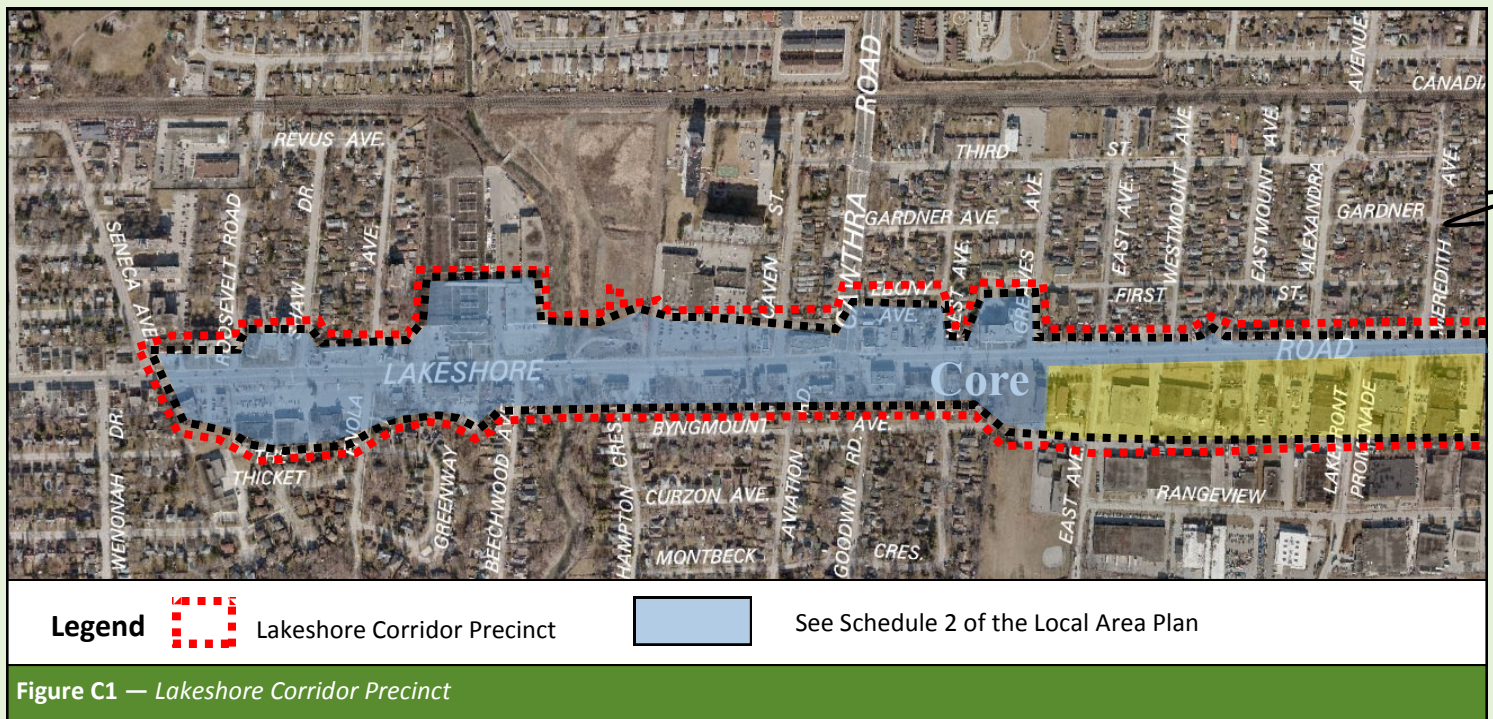 CANADI
AVENUE
ROAD
REVUS AVE.
THIRD ST.
AVE.
WESTMOUNT AVE.
EASTMOUNT AVE.
ALEXANDRA
MEREDITH AVE.
GARDNER
GARDNER AVE.
EAST AVE.
ST.
SENECA AVE.
ROOSEVELT ROAD
SHAW DR.
AVE.
FIRST ST.
EBONY AVE.
LAKESHORE
ROAD
Core
BYNGMOUNT AVE.
THICKET
GREENWAY
BEECHWOOD
HAMPTON CRES.
CURZON AVE.
AVIATION RD.
GOODWIN RD.
MONTBECK CRES.
WENONAH DR.
EAST AVE.
RANGEVIEW
LAKEFRONT
PROMENADE
Legend
Lakeshore Corridor Precinct
See Schedule 2 of the Local Area Plan
Figure C1 — Lakeshore Corridor Precinct